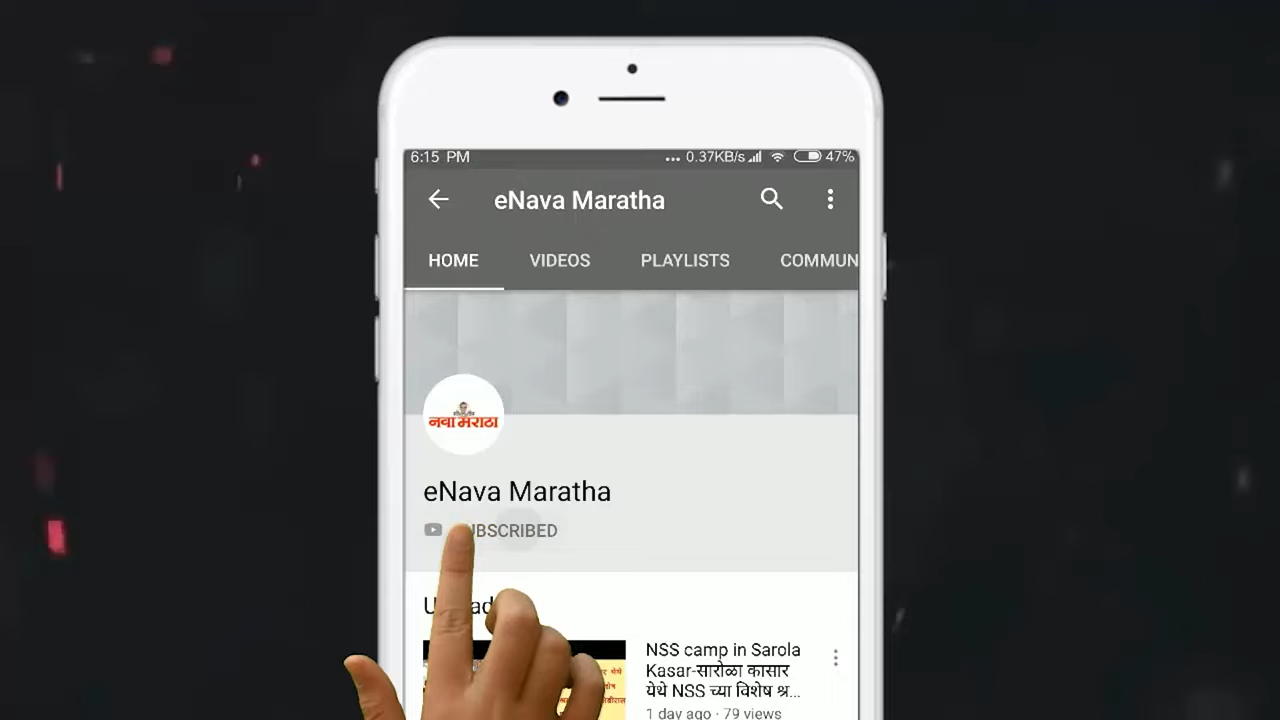 6:15 PM ... 0.37KB/s 47%
eNava Maratha
HOME VIDEOS PLAYLISTS COMMUN
नवा मराठा
eNava Maratha
UBSCRIBED
NSS camp in Sarola
Kasar-सारोळा कासार
येथे NSS च्या विशेष श्र...
1 day ago · 79 views